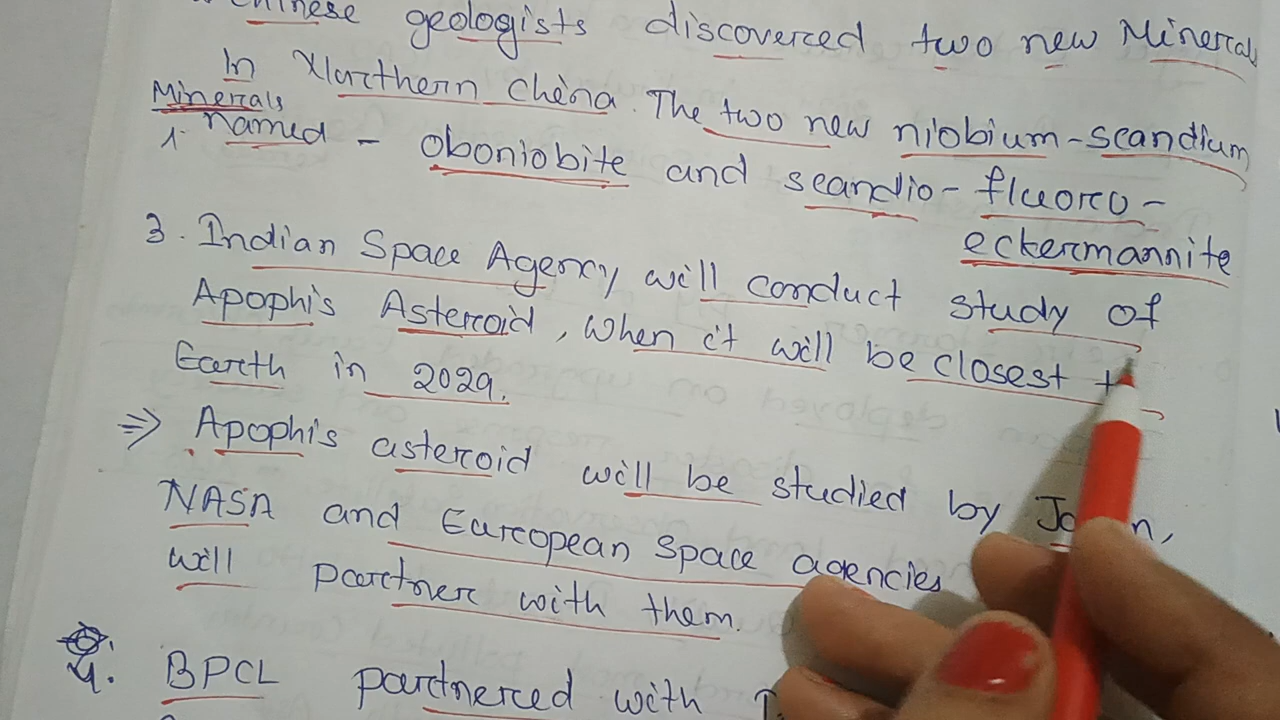 Chinese geologists discovered two new Mineral
In Northern China. The two new niobium-scandium
Minerals
1. named - oboniobite and scandio-fluoro-
eckermannite
3. Indian Space Agency will conduct study of
Apophis Asteroid, when it will be closest
Earth in 2029.
⇒ Apophis asteroid will be studied by
NASA and European space agencies
will partner with them.
4. BPCL partnered with